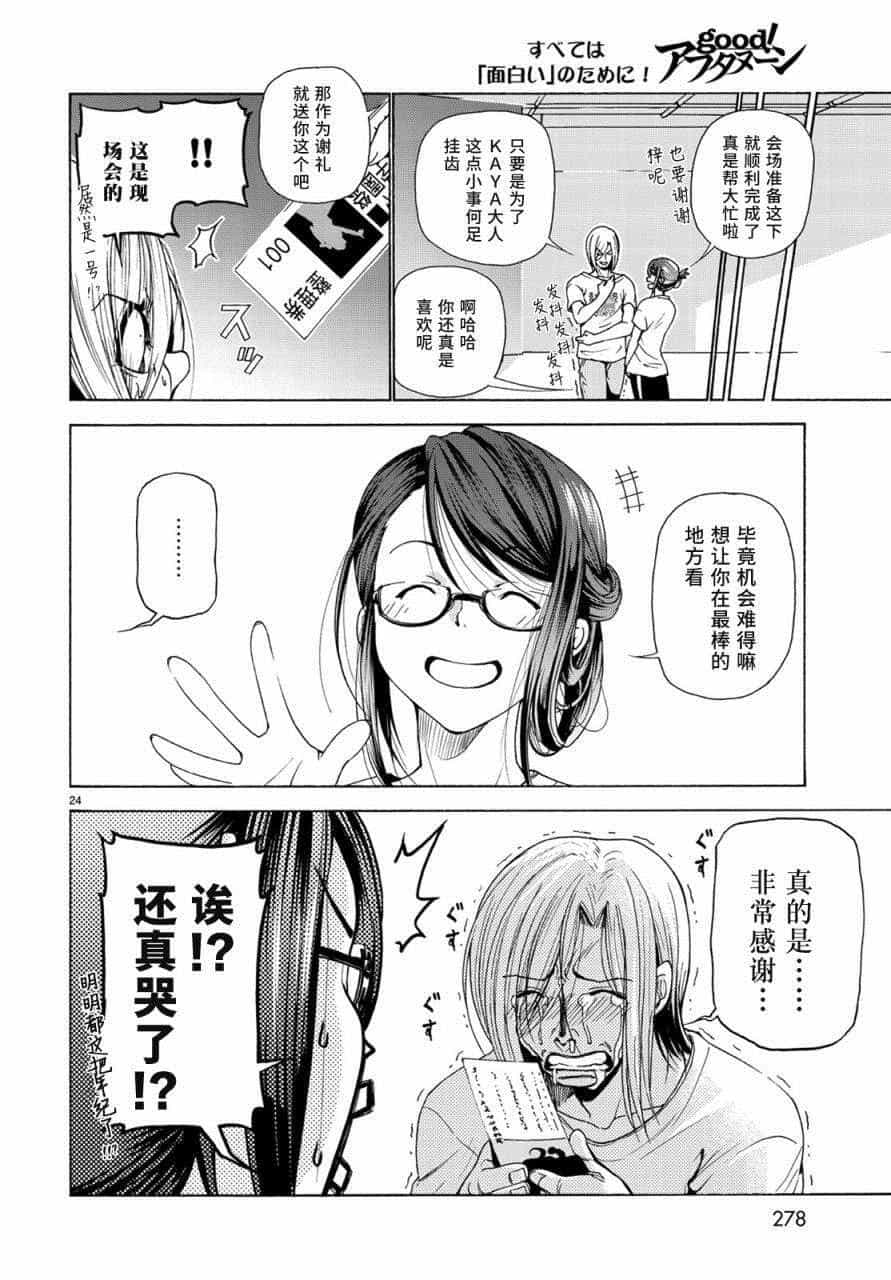 すべては
「面白い」のために！
good!
アフタヌーン
会场准备这下
就顺利完成了
真是帮大忙啦
也要谢谢
梓呢
只要是为了
KAYA大人
这点小事何足
挂齿
发抖
发抖
发抖
发抖
啊哈哈
你还真是
喜欢呢
那作为谢礼
就送你这个吧
整理券
001
スッ
!!
这是现
场会的
居然是一号!?
毕竟机会难得嘛
想让你在最棒的
地方看
………
24
真的是……
非常感谢…
ぐす
ぐす
ぐす
诶!?
还真哭了!?
明明都这把年纪了!!!
278